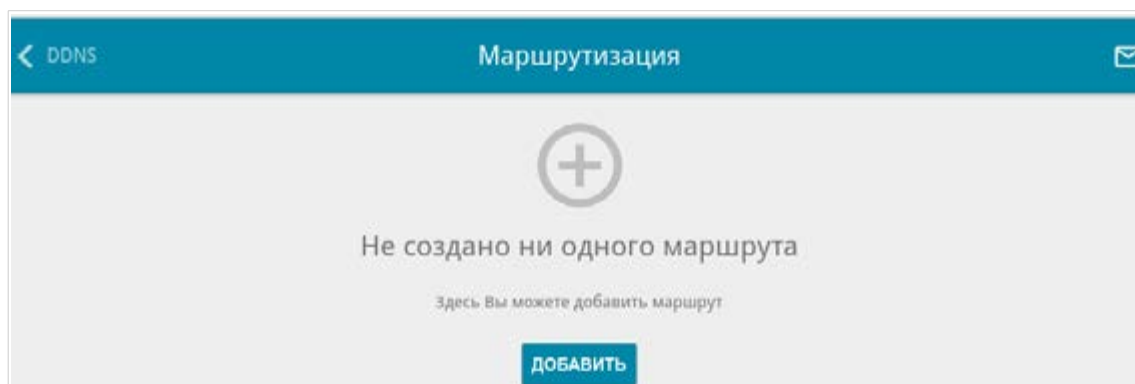 DDNS
Маршрутизация
Не создано ни одного маршрута
Здесь Вы можете добавить маршрут
ДОБАВИТЬ